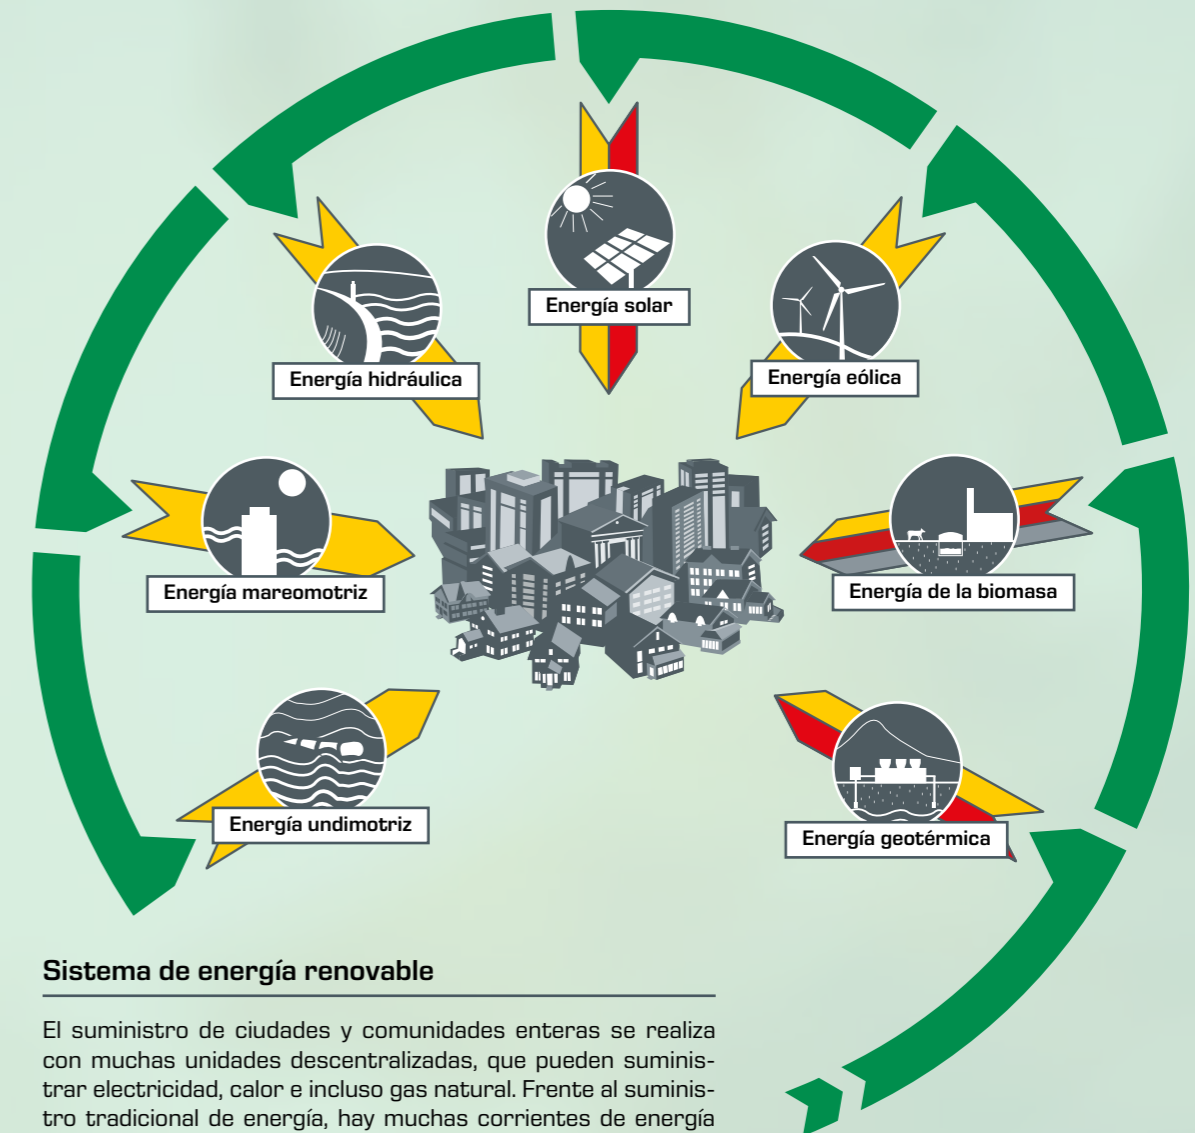 Energía solar
Energía hidráulica
Energía eólica
Energía mareomotriz
Energía de la biomasa
Energía undimotriz
Energía geotérmica
Sistema de energía renovable
El suministro de ciudades y comunidades enteras se realiza
con muchas unidades descentralizadas, que pueden suminis-
trar electricidad, calor e incluso gas natural. Frente al suminis-
tro tradicional de energía, hay muchas corrientes de energía